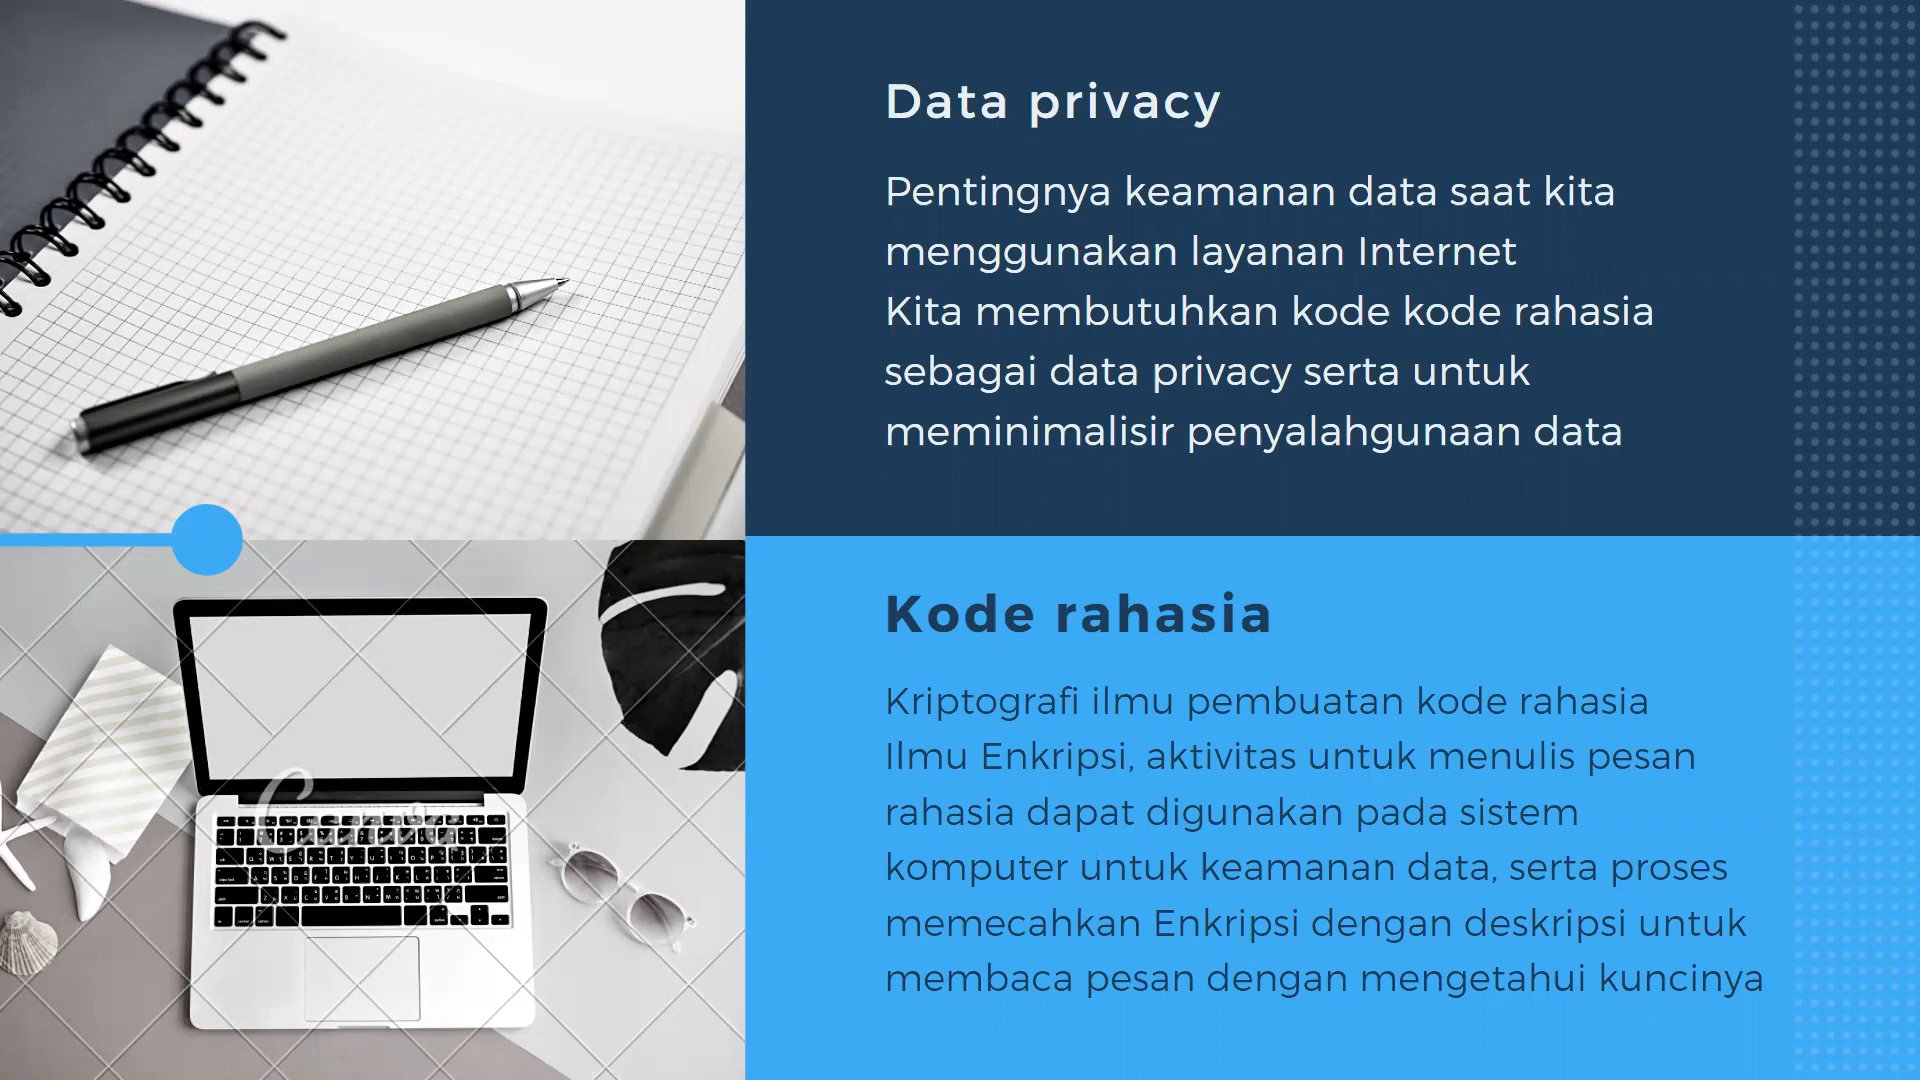 Data privacy
Pentingnya keamanan data saat kita
menggunakan layanan Internet
Kita membutuhkan kode kode rahasia
sebagai data privacy serta untuk
meminimalisir penyalahgunaan data
Kode rahasia
Kriptografi ilmu pembuatan kode rahasia
Ilmu Enkripsi, aktivitas untuk menulis pesan
rahasia dapat digunakan pada sistem
komputer untuk keamanan data, serta proses
memecahkan Enkripsi dengan deskripsi untuk
membaca pesan dengan mengetahui kuncinya
Canva